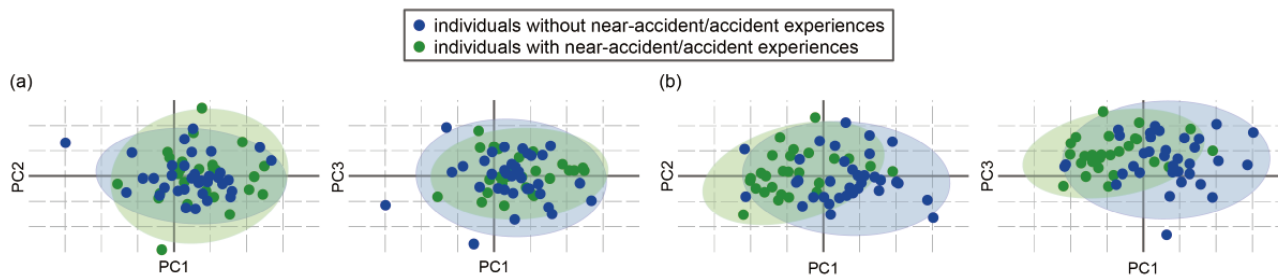 individuals without near-accident/accident experiences
individuals with near-accident/accident experiences
(a)
(b)
PC2
PC1
PC3
PC1
PC2
PC1
PC3
PC1